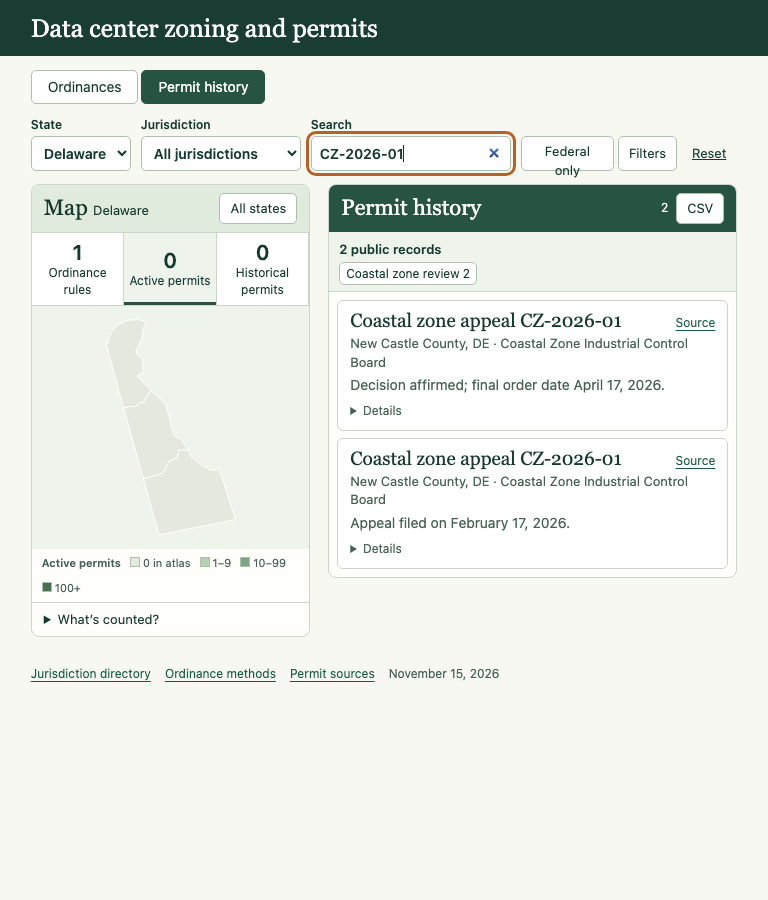 Data center zoning and permits
Ordinances
Permit history
State
Jurisdiction
Search
Delaware
All jurisdictions
CZ-2026-01
Federal
only
Filters
Reset
Map Delaware
All states
1
Ordinance
rules
0
Active permits
0
Historical
permits
Active permits 0 in atlas 1–9 10–99
100+
What's counted?
Permit history
2
CSV
2 public records
Coastal zone review 2
Coastal zone appeal CZ-2026-01
Source
New Castle County, DE · Coastal Zone Industrial Control
Board
Decision affirmed; final order date April 17, 2026.
Details
Coastal zone appeal CZ-2026-01
Source
New Castle County, DE · Coastal Zone Industrial Control
Board
Appeal filed on February 17, 2026.
Details
Jurisdiction directory Ordinance methods Permit sources November 15, 2026